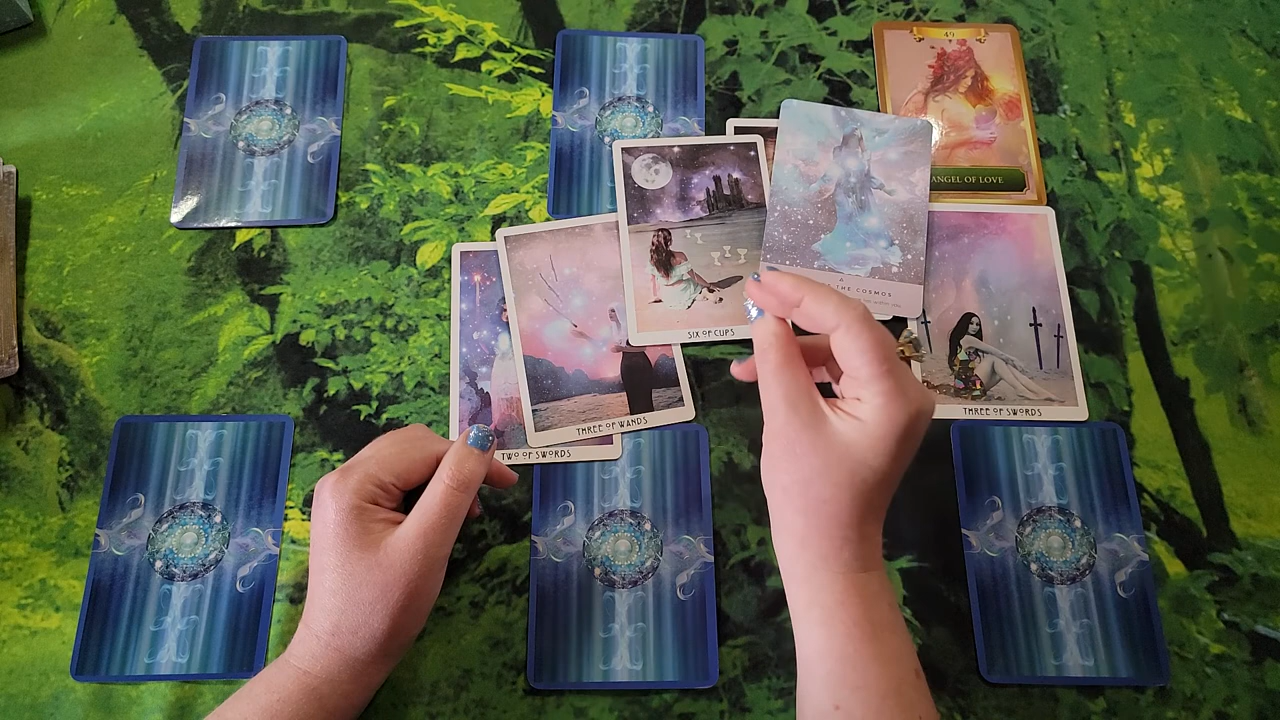 49
ANGEL OF LOVE
THE COSMOS
SIX OF CUPS
THREE OF SWORDS
THREE OF WANDS
TWO OF SWORDS